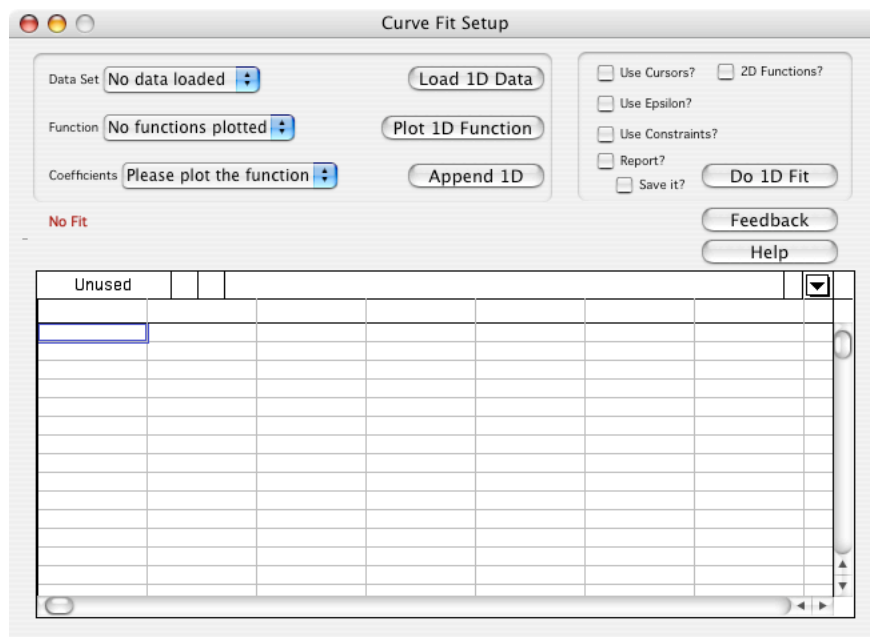 Curve Fit Setup
Data Set No data loaded Load 1D Data
Function No functions plotted Plot 1D Function
Coefficients Please plot the function Append 1D
Use Cursors? 2D Functions?
Use Epsilon?
Use Constraints?
Report?
Save it? Do 1D Fit
No Fit
Feedback
Help
Unused